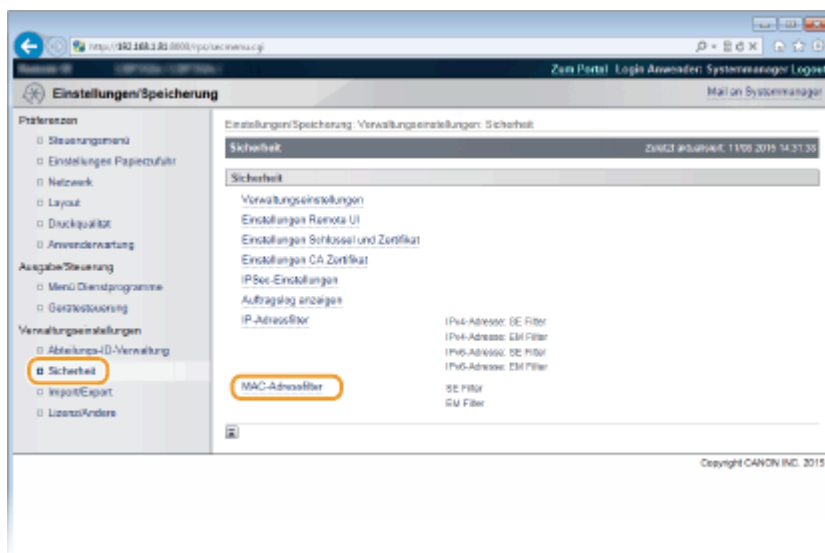 http://192.168.1.81:8000/rps/csecmenu.cgi
Zum Portal Login Anwender: Systemmanager Logout
Einstellungen/Speicherung
Mail an Systemmanager
Präferenzen
Steuerungsmenü
Einstellungen Papierzufuhr
Netzwerk
Layout
Druckqualität
Anwenderwartung
Ausgabe/Steuerung
Menü Dienstprogramme
Gerätesteuerung
Verwaltungseinstellungen
Abteilungs-ID-Verwaltung
Sicherheit
Import/Export
Lizenz/Andere
Einstellungen/Speicherung: Verwaltungseinstellungen: Sicherheit
Sicherheit
Zuletzt aktualisiert: 11/06 2015 14:31:38
Sicherheit
Verwaltungseinstellungen
Einstellungen Remote UI
Einstellungen Schlüssel und Zertifikat
Einstellungen CA Zertifikat
IPSec-Einstellungen
Auftragslog anzeigen
IP-Adressfilter
IPv4-Adresse: SE Filter
IPv4-Adresse: EM Filter
IPv6-Adresse: SE Filter
IPv6-Adresse: EM Filter
MAC-Adressfilter
SE Filter
EM Filter
Copyright CANON INC. 2015